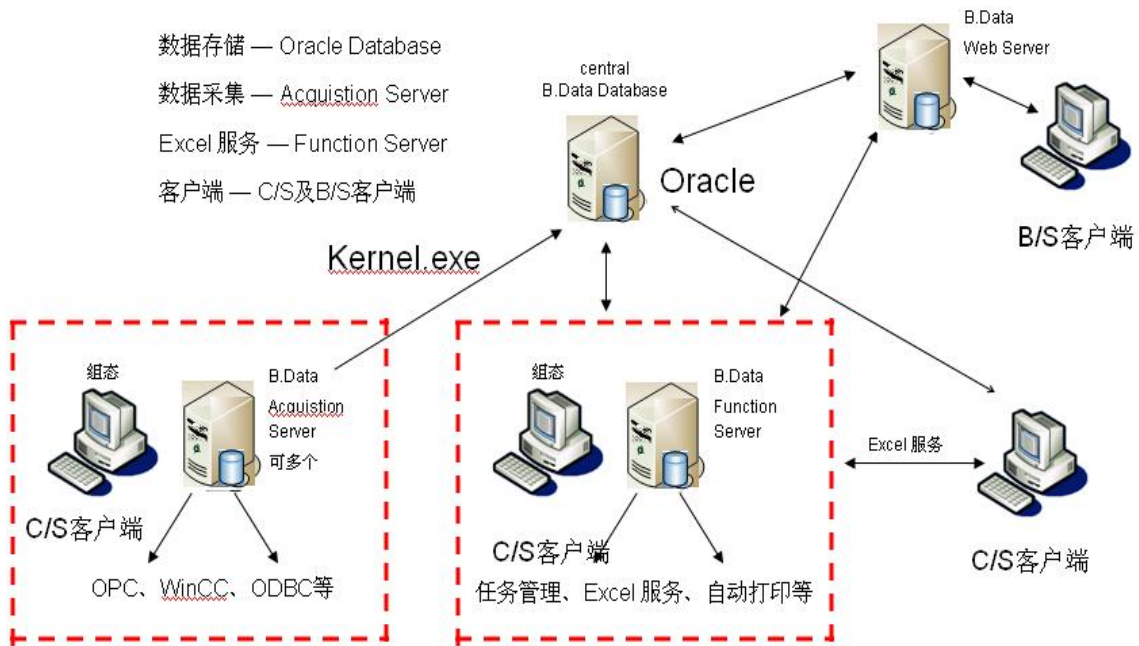 数据存储 — Oracle Database
数据采集 — Acquistion Server
Excel 服务 — Function Server
客户端 — C/S及B/S客户端
central
B.Data Database
Oracle
B.Data
Web Server
B/S客户端
Kernel.exe
组态
B.Data
Acquistion
Server
可多个
C/S客户端
OPC、WinCC、ODBC等
组态
B.Data
Function
Server
C/S客户端
任务管理、Excel 服务、自动打印等
Excel 服务
C/S客户端